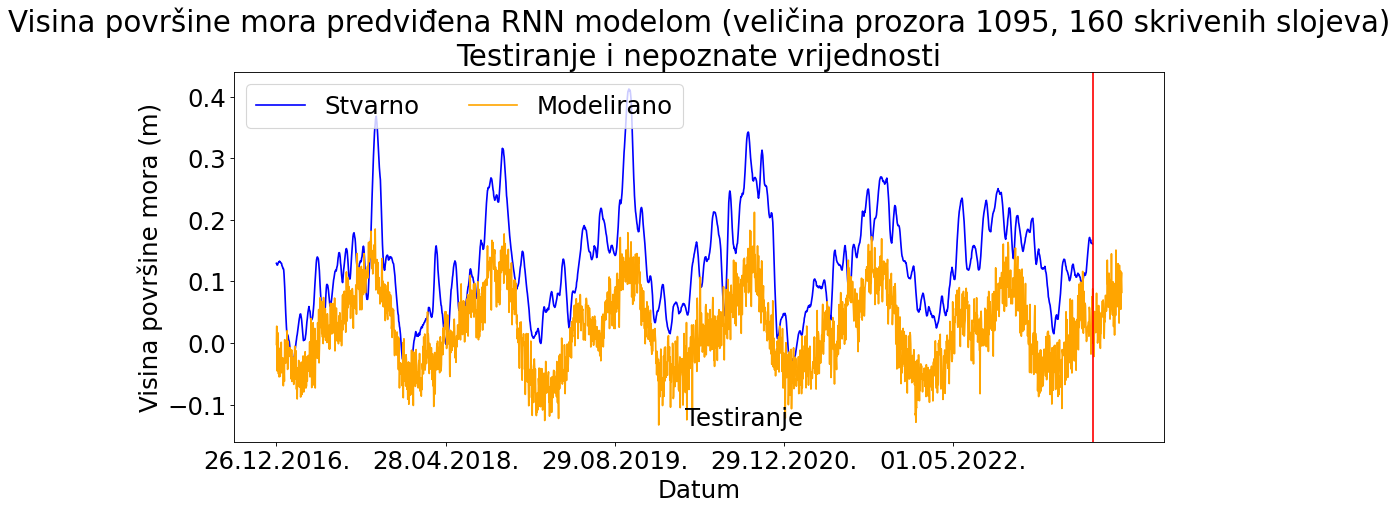 Visina površine mora predviđena RNN modelom (veličina prozora 1095, 160 skrivenih slojeva)
Testiranje i nepoznate vrijednosti
Stvarno
Modelirano
Visina površine mora (m)
0.4
0.3
0.2
0.1
0.0
−0.1
Testiranje
26.12.2016.
28.04.2018.
29.08.2019.
29.12.2020.
01.05.2022.
Datum